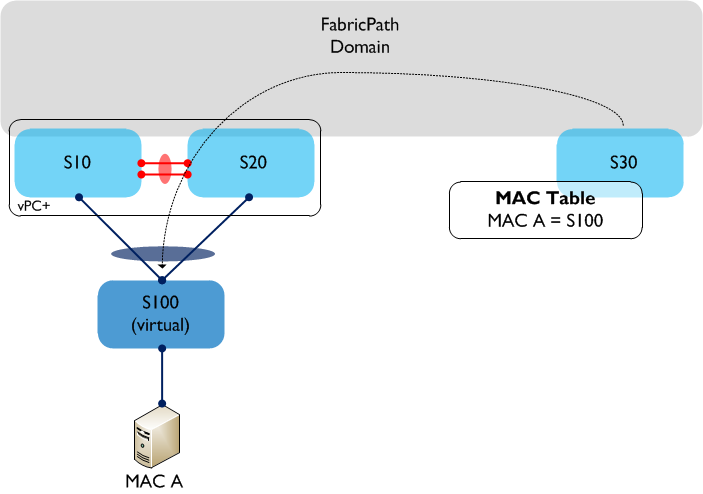 FabricPath
Domain
S10
S20
S30
vPC+
MAC Table
MAC A = S100
S100
(virtual)
MAC A